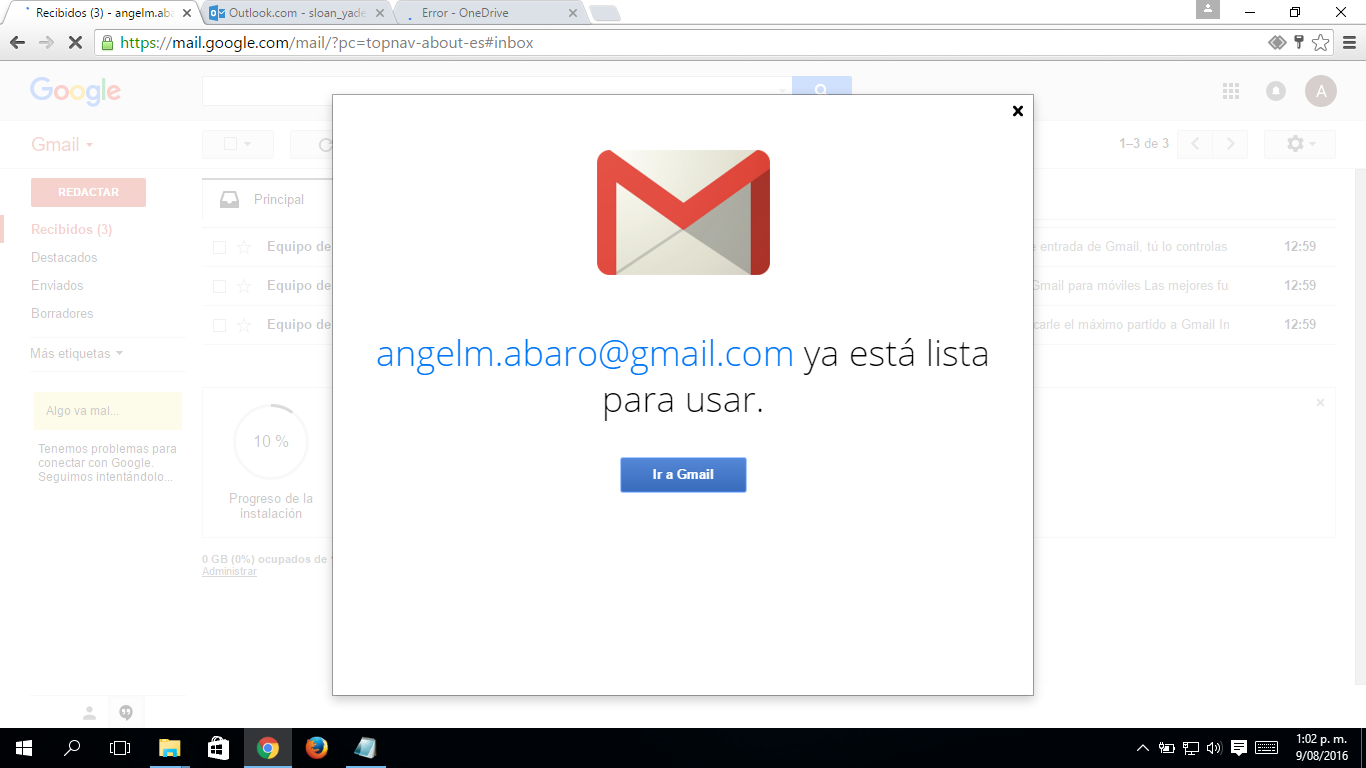 Recibidos (3) - angelm.aba
Outlook.com - sloan_yade
Error - OneDrive
https://mail.google.com/mail/?pc=topnav-about-es#inbox
Google
A
Gmail
1–3 de 3
REDACTAR
Principal
Recibidos (3)
Equipo de
e entrada de Gmail, tú lo controlas
12:59
Destacados
Enviados
Equipo de
Gmail para móviles Las mejores fu
12:59
Borradores
Equipo de
carle el máximo partido a Gmail In
12:59
Más etiquetas
angelm.abaro@gmail.com ya está lista
para usar.
Ir a Gmail
Algo va mal...
Tenemos problemas para
conectar con Google.
Seguimos intentándolo...
10 %
Progreso de la
instalación
0 GB (0%) ocupados de
Administrar
1:02 p. m.
9/08/2016